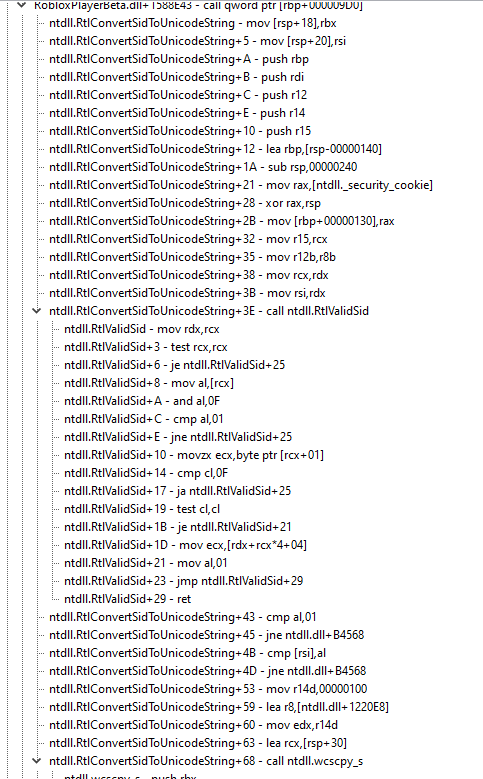 RobloxPlayerBeta.dll+1588E43 - call qword ptr [rbp+000009D0]
ntdll.RtlConvertSidToUnicodeString - mov [rsp+18],rbx
ntdll.RtlConvertSidToUnicodeString+5 - mov [rsp+20],rsi
ntdll.RtlConvertSidToUnicodeString+A - push rbp
ntdll.RtlConvertSidToUnicodeString+B - push rdi
ntdll.RtlConvertSidToUnicodeString+C - push r12
ntdll.RtlConvertSidToUnicodeString+E - push r14
ntdll.RtlConvertSidToUnicodeString+10 - push r15
ntdll.RtlConvertSidToUnicodeString+12 - lea rbp,[rsp-00000140]
ntdll.RtlConvertSidToUnicodeString+1A - sub rsp,00000240
ntdll.RtlConvertSidToUnicodeString+21 - mov rax,[ntdll._security_cookie]
ntdll.RtlConvertSidToUnicodeString+28 - xor rax,rsp
ntdll.RtlConvertSidToUnicodeString+2B - mov [rbp+00000130],rax
ntdll.RtlConvertSidToUnicodeString+32 - mov r15,rcx
ntdll.RtlConvertSidToUnicodeString+35 - mov r12b,r8b
ntdll.RtlConvertSidToUnicodeString+38 - mov rcx,rdx
ntdll.RtlConvertSidToUnicodeString+3B - mov rsi,rdx
ntdll.RtlConvertSidToUnicodeString+3E - call ntdll.RtlValidSid
ntdll.RtlValidSid - mov rdx,rcx
ntdll.RtlValidSid+3 - test rcx,rcx
ntdll.RtlValidSid+6 - je ntdll.RtlValidSid+25
ntdll.RtlValidSid+8 - mov al,[rcx]
ntdll.RtlValidSid+A - and al,0F
ntdll.RtlValidSid+C - cmp al,01
ntdll.RtlValidSid+E - jne ntdll.RtlValidSid+25
ntdll.RtlValidSid+10 - movzx ecx,byte ptr [rcx+01]
ntdll.RtlValidSid+14 - cmp cl,0F
ntdll.RtlValidSid+17 - ja ntdll.RtlValidSid+25
ntdll.RtlValidSid+19 - test cl,cl
ntdll.RtlValidSid+1B - je ntdll.RtlValidSid+21
ntdll.RtlValidSid+1D - mov ecx,[rdx+rcx*4+04]
ntdll.RtlValidSid+21 - mov al,01
ntdll.RtlValidSid+23 - jmp ntdll.RtlValidSid+29
ntdll.RtlValidSid+29 - ret
ntdll.RtlConvertSidToUnicodeString+43 - cmp al,01
ntdll.RtlConvertSidToUnicodeString+45 - jne ntdll.dll+B4568
ntdll.RtlConvertSidToUnicodeString+4B - cmp [rsi],al
ntdll.RtlConvertSidToUnicodeString+4D - jne ntdll.dll+B4568
ntdll.RtlConvertSidToUnicodeString+53 - mov r14d,00000100
ntdll.RtlConvertSidToUnicodeString+59 - lea r8,[ntdll.dll+1220E8]
ntdll.RtlConvertSidToUnicodeString+60 - mov edx,r14d
ntdll.RtlConvertSidToUnicodeString+63 - lea rcx,[rsp+30]
ntdll.RtlConvertSidToUnicodeString+68 - call ntdll.wcscpy_s
ntdll.wcscpy_s - push rbx